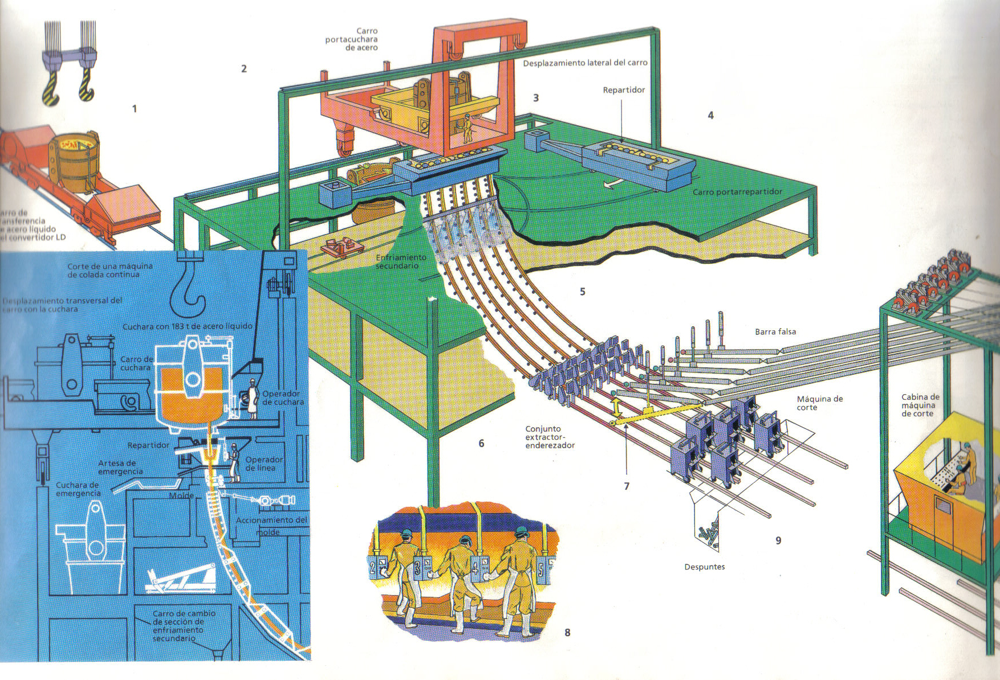 Carro
portacuchara
de acero
Desplazamiento lateral del carro
2
Repartidor
3
1
4
Carro portarrepartidor
arro de
ansferencia
acero líquido
el convertidor LD
Enfriamiento
secundario
Corte de una máquina
de colada continua
Desplazamiento transversal del
carro con la cuchara
5
Cuchara con 183 t de acero líquido
Barra falsa
Carro de
cuchara
Operador
de cuchara
Máquina de
corte
Cabina de
máquina
de corte
Conjunto
extractor-
enderezador
6
Repartidor
Operador
de línea
Artesa de
emergencia
Cuchara de
emergencia
Molde
7
Accionamiento del
molde
9
2
3
4
5
Despuntes
Carro de cambio
de sección de
enfriamiento
secundario
8